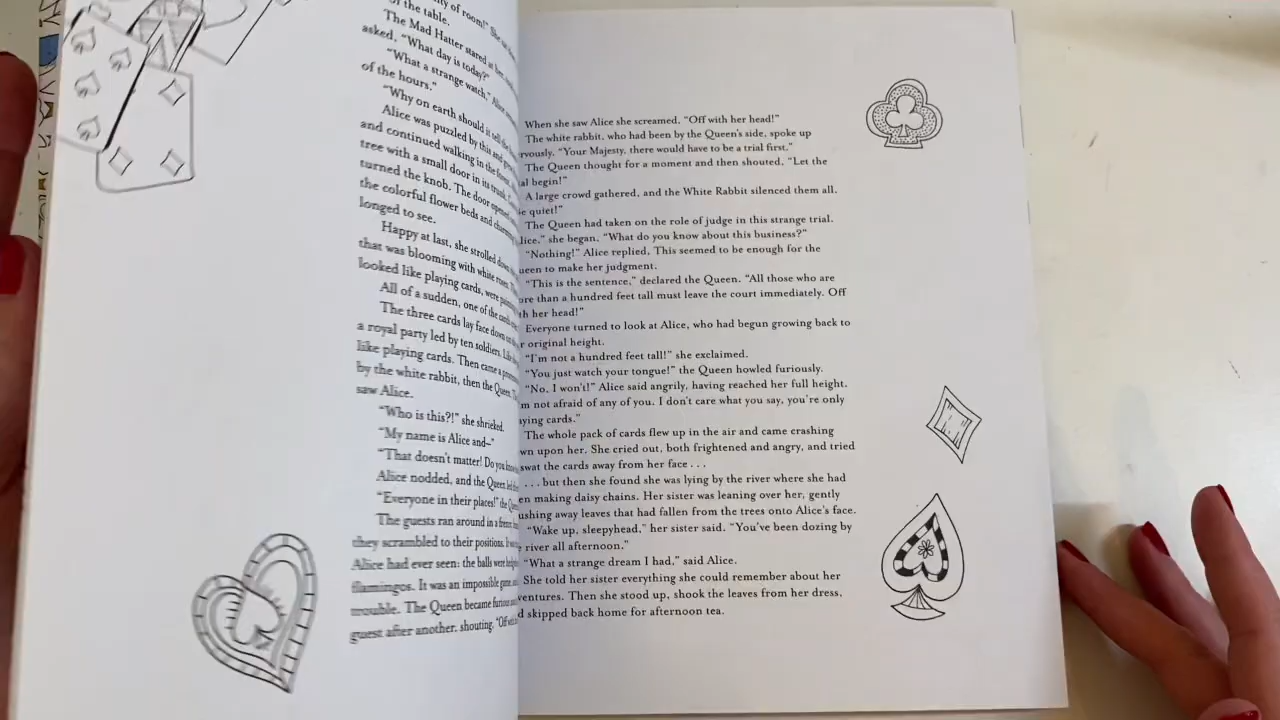 of the table.
The Mad Hatter stared at her,
asked, "What day is today?"
"What a strange watch," Alice
of the hours."
"Why on earth should it tell the
Alice was puzzled by this and
and continued walking in the forest,
tree with a small door in its trunk.
turned the knob. The door opened
the colorful flower beds and
longed to see.
Happy at last, she strolled down
that was blooming with white roses.
looked like playing cards, were painting
All of a sudden, one of the cards
The three cards lay face down
a royal party led by ten soldiers.
like playing cards. Then came a
by the white rabbit, then the Queen.
saw Alice.
"Who is this?!" she shrieked.
"My name is Alice and—"
"That doesn't matter! Do you
Alice nodded, and the Queen led
"Everyone in their places!" the
The guests ran around in a
they scrambled to their positions.
Alice had ever seen: the balls were
flamingos. It was an impossible game,
trouble. The Queen became furious
guest after another, shouting, "Off
When she saw Alice she screamed, "Off with her head!"
The white rabbit, who had been by the Queen's side, spoke up
rvously, "Your Majesty, there would have to be a trial first."
The Queen thought for a moment and then shouted, "Let the
al begin!"
A large crowd gathered, and the White Rabbit silenced them all.
e quiet!"
The Queen had taken on the role of judge in this strange trial.
lice," she began, "What do you know about this business?"
"Nothing!" Alice replied. This seemed to be enough for the
ueen to make her judgment.
"This is the sentence," declared the Queen. "All those who are
ore than a hundred feet tall must leave the court immediately. Off
th her head!"
Everyone turned to look at Alice, who had begun growing back to
r original height.
"I'm not a hundred feet tall!" she exclaimed.
"You just watch your tongue!" the Queen howled furiously.
"No, I won't!" Alice said angrily, having reached her full height.
m not afraid of any of you. I don't care what you say, you're only
aying cards."
The whole pack of cards flew up in the air and came crashing
wn upon her. She cried out, both frightened and angry, and tried
swat the cards away from her face . . .
. . . but then she found she was lying by the river where she had
en making daisy chains. Her sister was leaning over her, gently
ushing away leaves that had fallen from the trees onto Alice's face.
"Wake up, sleepyhead," her sister said. "You've been dozing by
e river all afternoon."
"What a strange dream I had," said Alice.
She told her sister everything she could remember about her
ventures. Then she stood up, shook the leaves from her dress,
d skipped back home for afternoon tea.